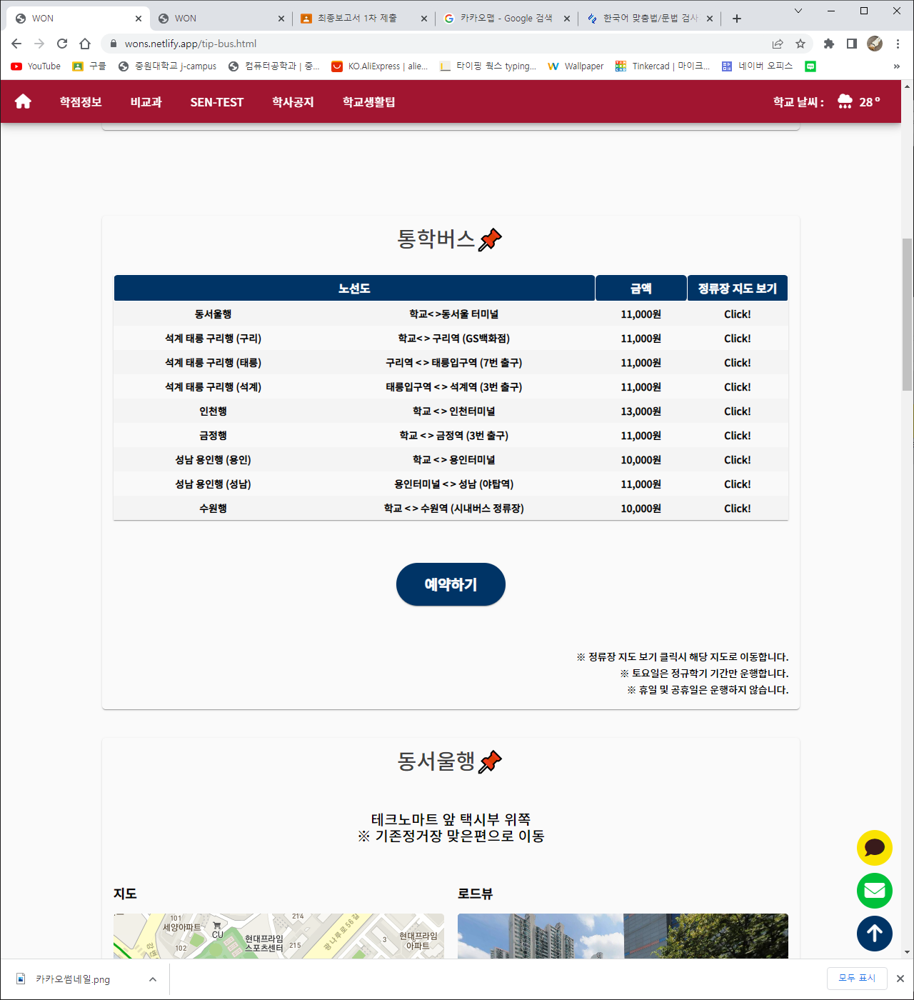 WON
WON
최종보고서 1차 제출
카카오맵 - Google 검색
한국어 맞춤법/문법 검사
wons.netlify.app/tip-bus.html
YouTube
구클
중원대학교 j-campus
컴퓨터공학과 | 중...
KO.AliExpress | alie...
타이핑 웍스 typing...
Wallpaper
Tinkercad | 마이크...
네이버 오피스
»
학점정보
비교과
SEN-TEST
학사공지
학교생활팁
학교 날씨 :
28 º
통학버스
노선도 금액 정류장 지도 보기
동서울행 학교< >동서울 터미널 11,000원 Click!
석계 태릉 구리행 (구리) 학교< > 구리역 (GS백화점) 11,000원 Click!
석계 태릉 구리행 (태릉) 구리역 < > 태릉입구역 (7번 출구) 11,000원 Click!
석계 태릉 구리행 (석계) 태릉입구역 < > 석계역 (3번 출구) 11,000원 Click!
인천행 학교 < > 인천터미널 13,000원 Click!
금정행 학교 < > 금정역 (3번 출구) 11,000원 Click!
성남 용인행 (용인) 학교 < > 용인터미널 10,000원 Click!
성남 용인행 (성남) 용인터미널 < > 성남 (야탑역) 11,000원 Click!
수원행 학교 < > 수원역 (시내버스 정류장) 10,000원 Click!
예약하기
※ 정류장 지도 보기 클릭시 해당 지도로 이동합니다.
※ 토요일은 정규학기 기간만 운행합니다.
※ 휴일 및 공휴일은 운행하지 않습니다.
동서울행
테크노마트 앞 택시부 위쪽
※ 기존정거장 맞은편으로 이동
지도
로드뷰
101
세양아파트
CU
102
214
현대프라임
스포츠센터
215
광나루로56길
3
현대프라임
아파트
카카오썸네일.png
모두 표시